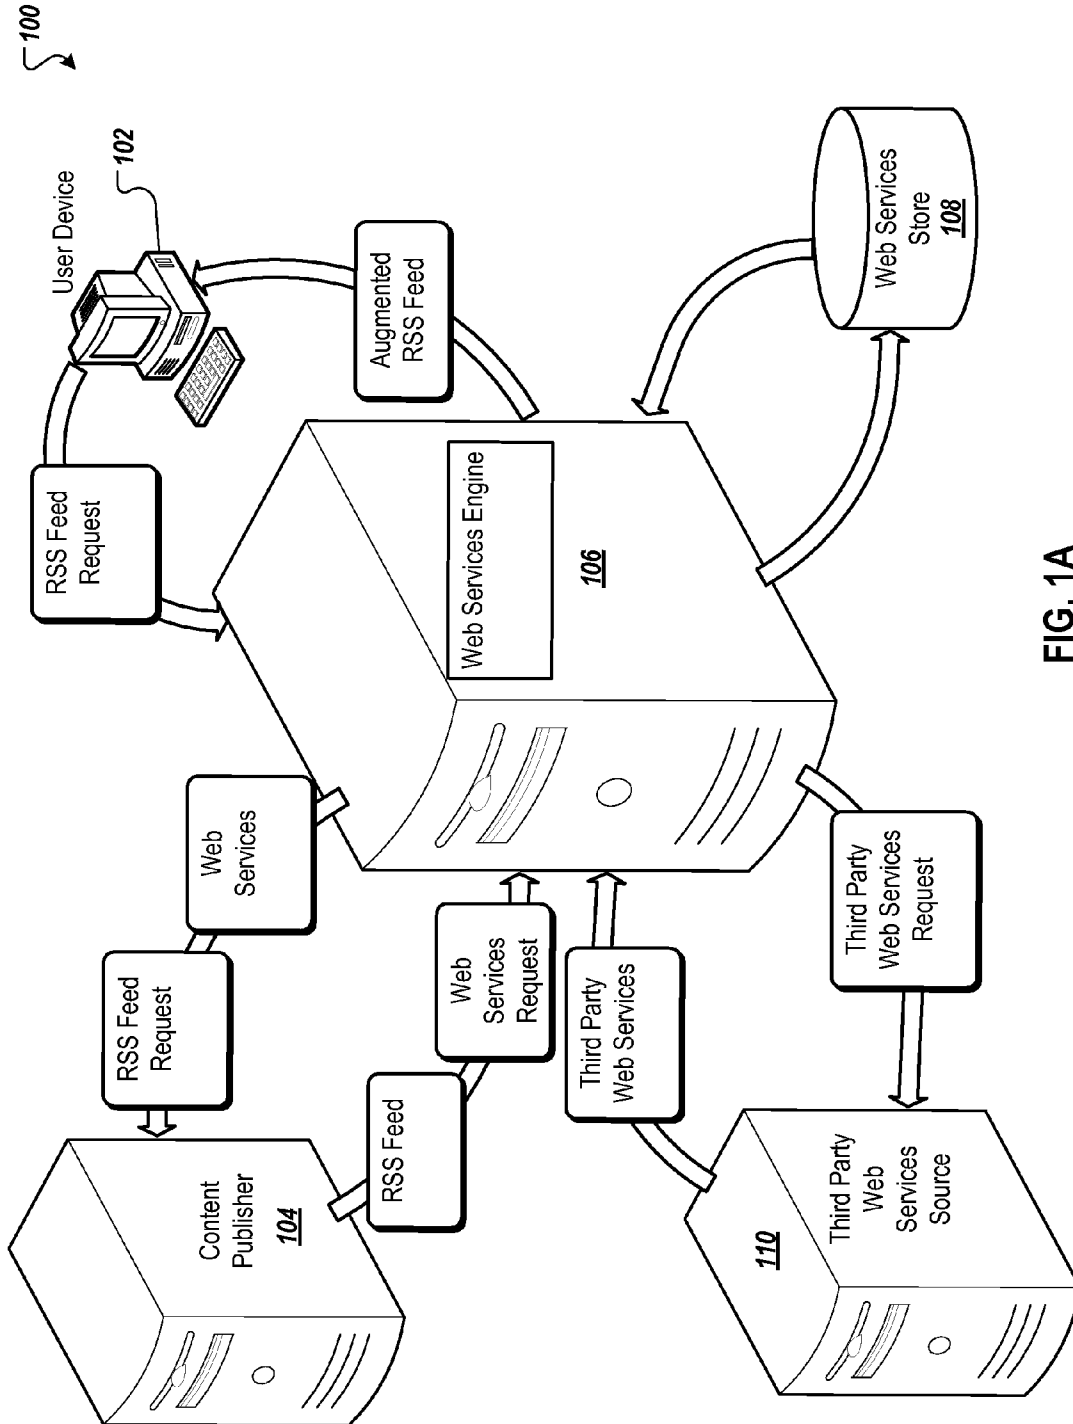 100
User Device
102
RSS Feed
Request
Augmented
RSS Feed
Web Services
Store
108
Web Services Engine
106
Web
Services
RSS Feed
Request
Content
Publisher
104
RSS Feed
Web
Services
Request
Third Party
Web Services
Third Party
Web Services
Request
110
Third Party
Web
Services
Source
FIG. 1A